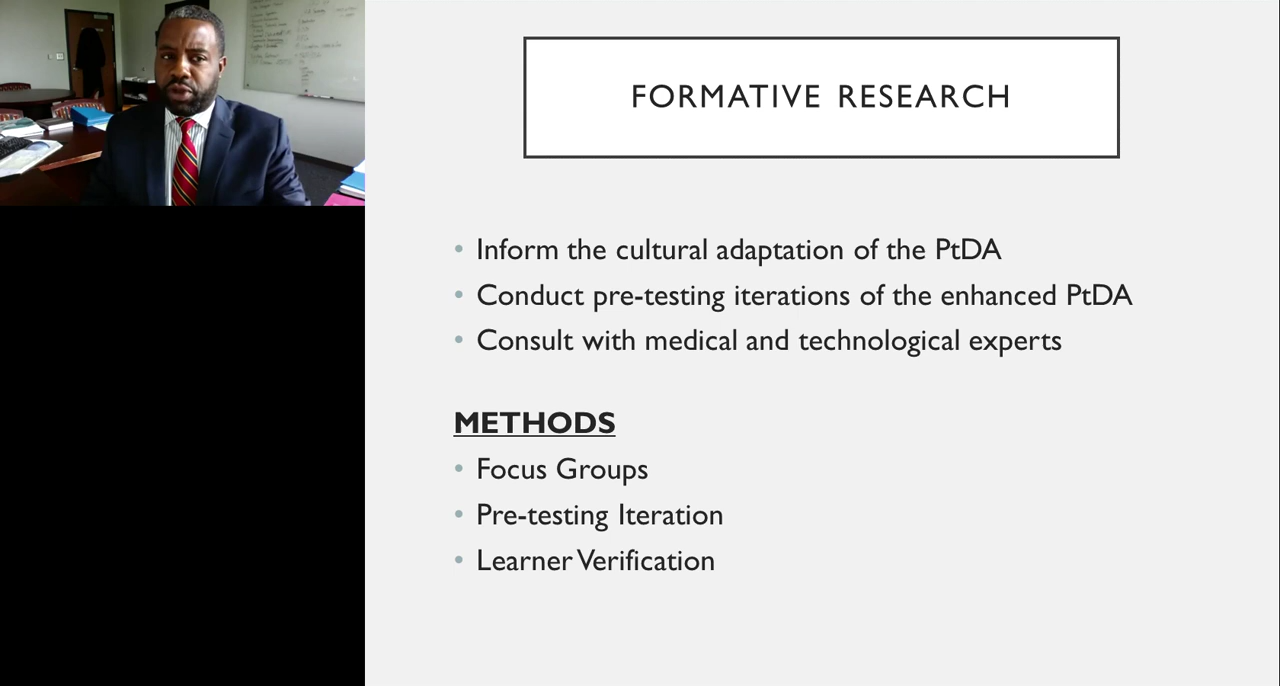 FORMATIVE RESEARCH
• Inform the cultural adaptation of the PtDA
• Conduct pre-testing iterations of the enhanced PtDA
• Consult with medical and technological experts
METHODS
• Focus Groups
• Pre-testing Iteration
• Learner Verification